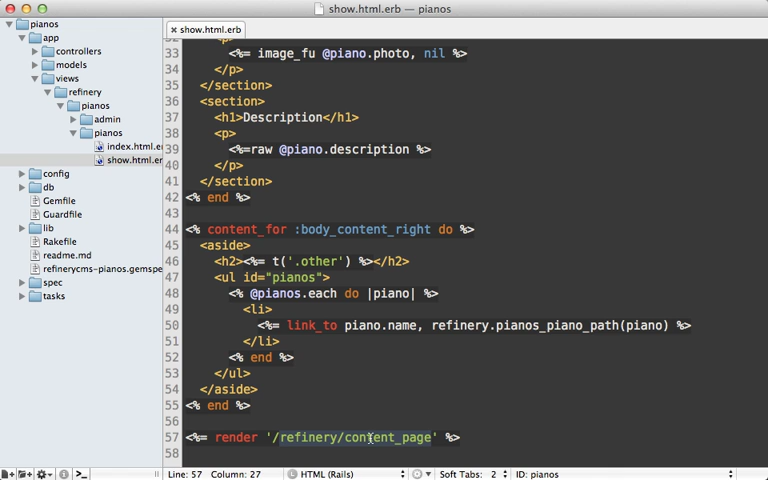 show.html.erb — pianos
pianos
app
controllers
models
views
refinery
pianos
admin
pianos
index.html.er
show.html.er
config
db
Gemfile
Guardfile
lib
Rakefile
readme.md
refinerycms-pianos.gemspe
spec
tasks
show.html.erb
33 <%= image_fu @piano.photo, nil %>
34 </p>
35 </section>
36 <section>
37 <h1>Description</h1>
38 <p>
39 <%=raw @piano.description %>
40 </p>
41 </section>
42 <% end %>
43
44 <% content_for :body_content_right do %>
45 <aside>
46 <h2><%= t('.other') %></h2>
47 <ul id="pianos">
48 <% @pianos.each do |piano| %>
49 <li>
50 <%= link_to piano.name, refinery.pianos_piano_path(piano) %>
51 </li>
52 <% end %>
53 </ul>
54 </aside>
55 <% end %>
56
57 <%= render '/refinery/content_page' %>
58
Line: 57 Column: 27 HTML (Rails) Soft Tabs: 2 ID: pianos